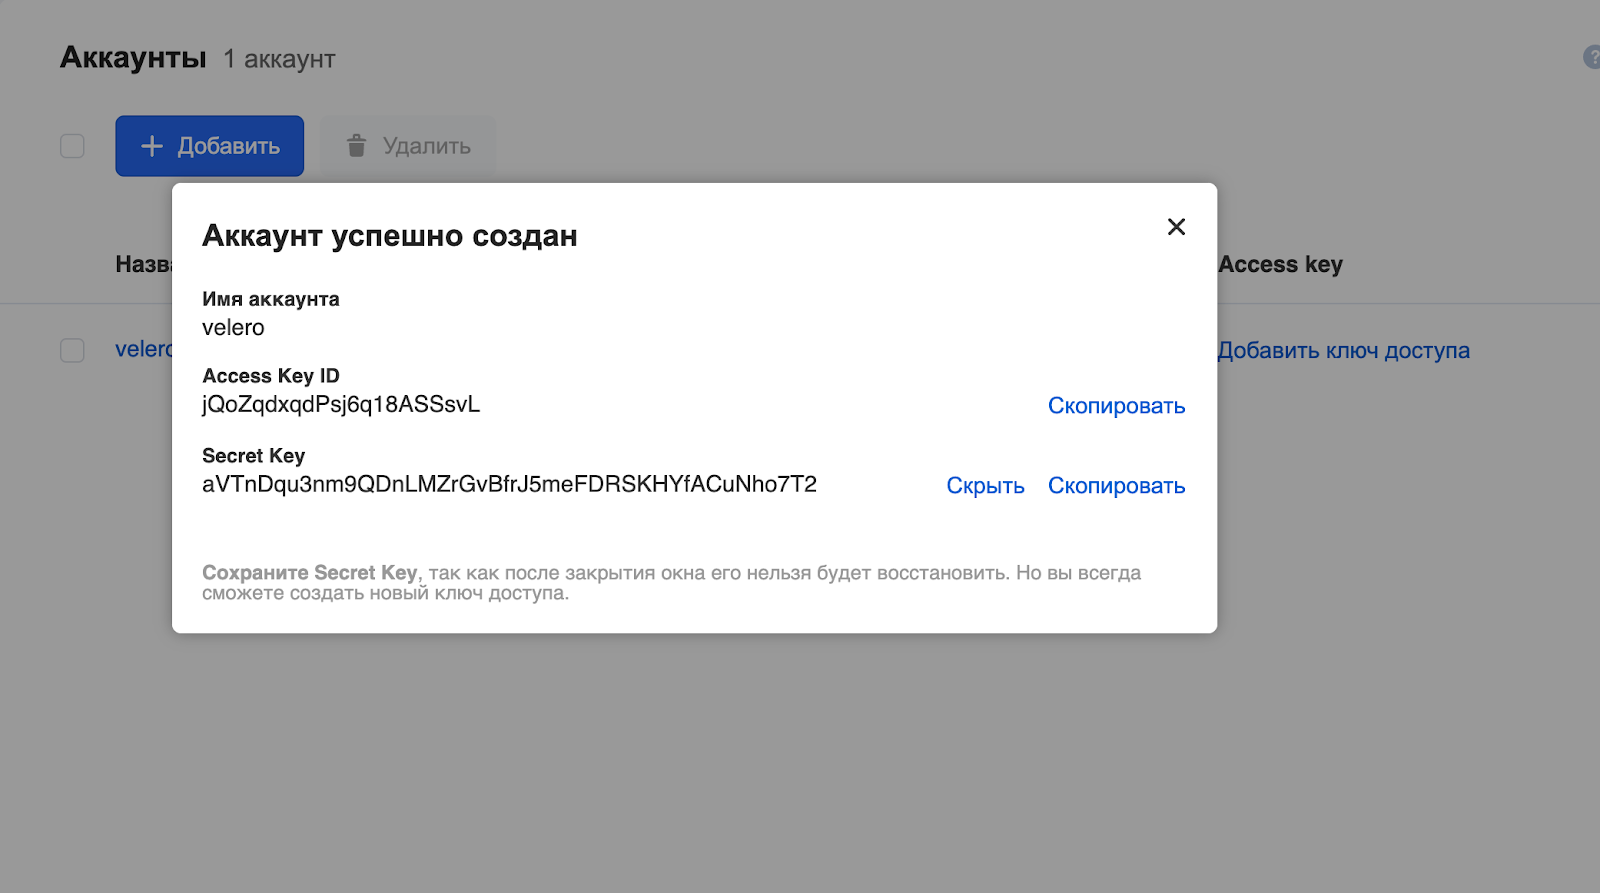 Аккаунты 1 аккаунт
?
Добавить Удалить
Аккаунт успешно создан
Назва Access key
Имя аккаунта
velero
velero Добавить ключ доступа
Access Key ID
jQoZqdxqdPsj6q18ASSsvL Скопировать
Secret Key
aVTnDqu3nm9QDnLMZrGvBfrJ5meFDRSKHYfACuNho7T2 Скрыть Скопировать
Сохраните Secret Key, так как после закрытия окна его нельзя будет восстановить. Но вы всегда
сможете создать новый ключ доступа.